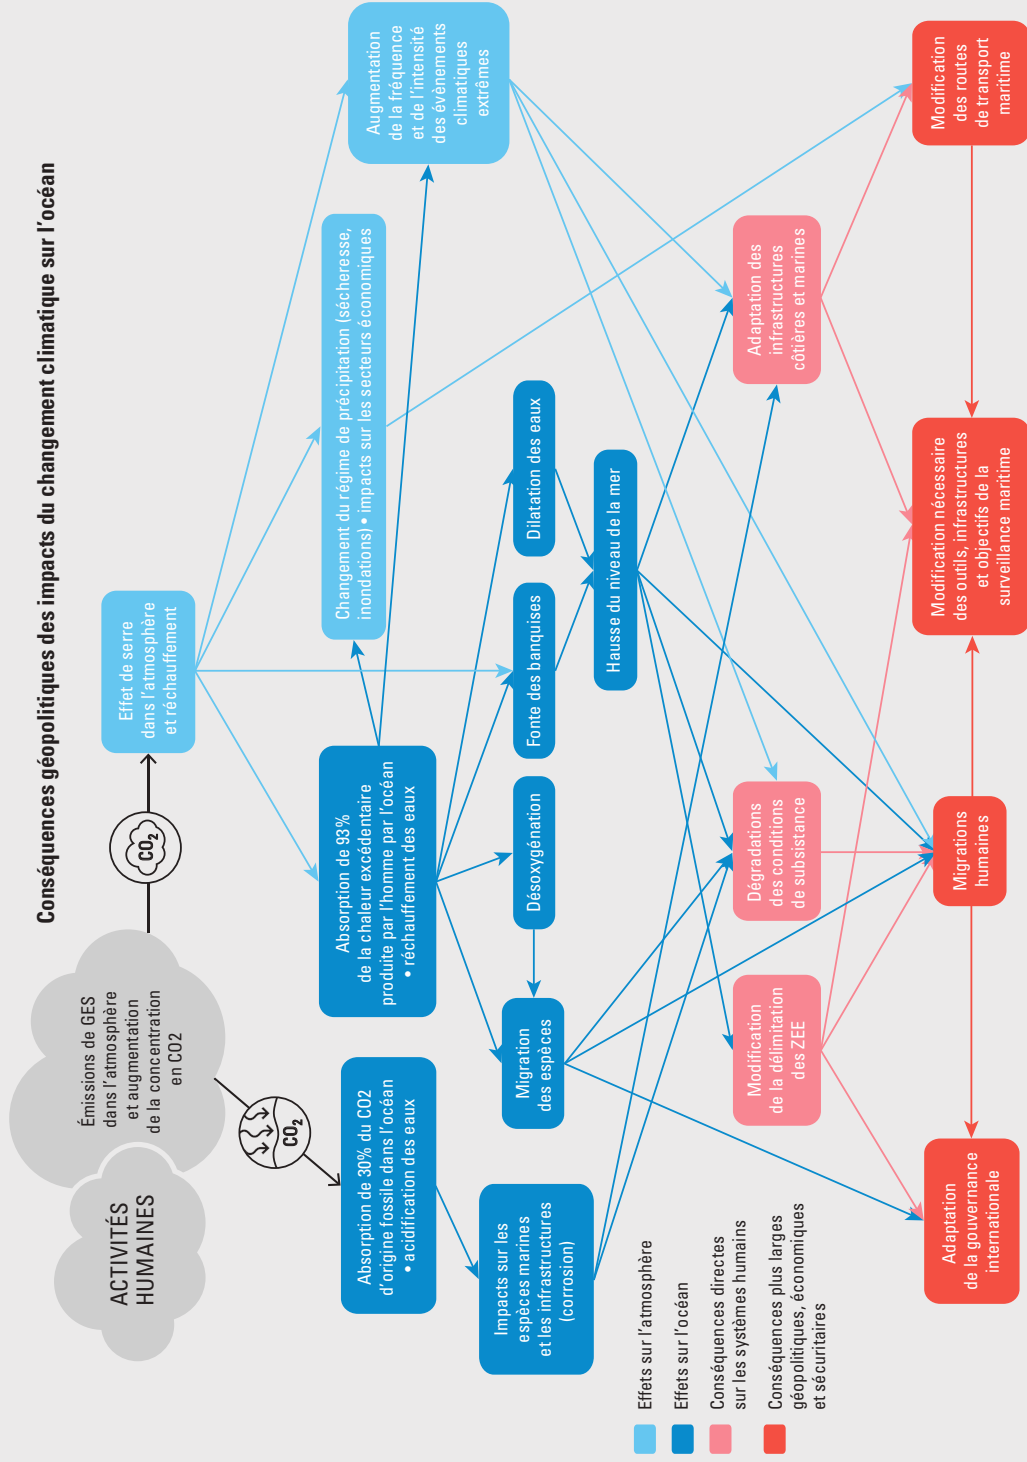 Conséquences géopolitiques des impacts du changement climatique sur l'océan
ACTIVITÉS
HUMAINES
Émissions de GES
dans l'atmosphère
et augmentation
de la concentration
en CO2
CO₂
CO₂
Effet de serre
dans l'atmosphère
et réchauffement
Absorption de 30% du CO2
d'origine fossile dans l'océan
• acidification des eaux
Absorption de 93%
de la chaleur excédentaire
produite par l'homme par l'océan
• réchauffement des eaux
Changement du régime de précipitation (sécheresse,
inondations) • impacts sur les secteurs économiques
Augmentation
de la fréquence
et de l'intensité
des évènements
climatiques
extrêmes
Impacts sur les
espèces marines
et les infrastructures
(corrosion)
Migration
des espèces
Désoxygénation
Fonte des banquises
Dilatation des eaux
Hausse du niveau de la mer
Modification
de la délimitation
des ZEE
Dégradations
des conditions
de subsistance
Adaptation des
infrastructures
côtières et marines
Adaptation
de la gouvernance
internationale
Migrations
humaines
Modification nécessaire
des outils, infrastructures
et objectifs de la
surveillance maritime
Modification
des routes
de transport
maritime
Effets sur l'atmosphère
Effets sur l'océan
Conséquences directes
sur les systèmes humains
Conséquences plus larges
géopolitiques, économiques
et sécuritaires